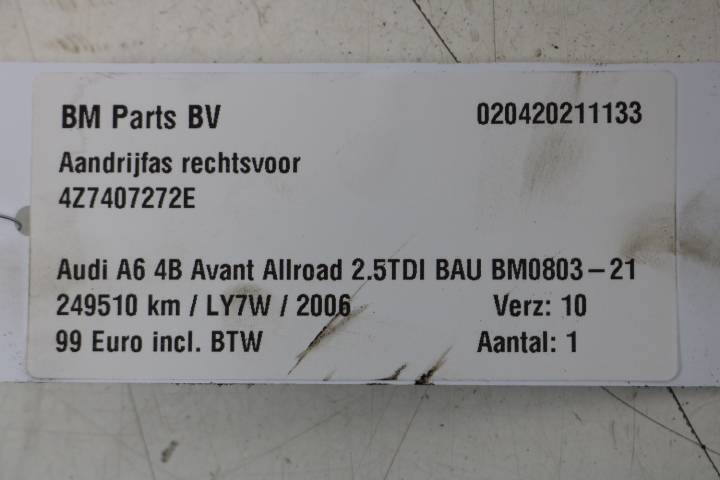 BM Parts BV 020420211133
Aandrijfas rechtsvoor
4Z7407272E
Audi A6 4B Avant Allroad 2.5TDI BAU BM0803-21
249510 km / LY7W / 2006 Verz: 10
99 Euro incl. BTW Aantal: 1